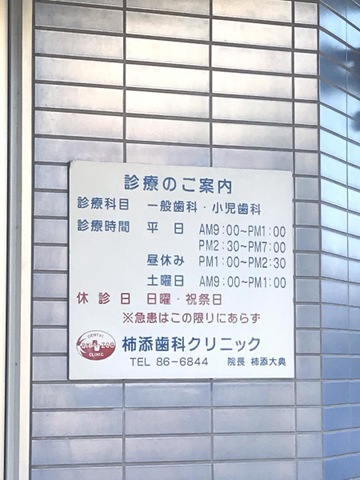 診療のご案内
診療科目 一般歯科・小児歯科
診療時間 平 日 AM9:00~PM1:00
PM2:30~PM7:00
昼休み PM1:00~PM2:30
土曜日 AM9:00~PM1:00
休診日 日曜・祝祭日
※急患はこの限りにあらず
DENTAL
CLINIC
柿添歯科クリニック
TEL 86-6844 院長 柿添大典